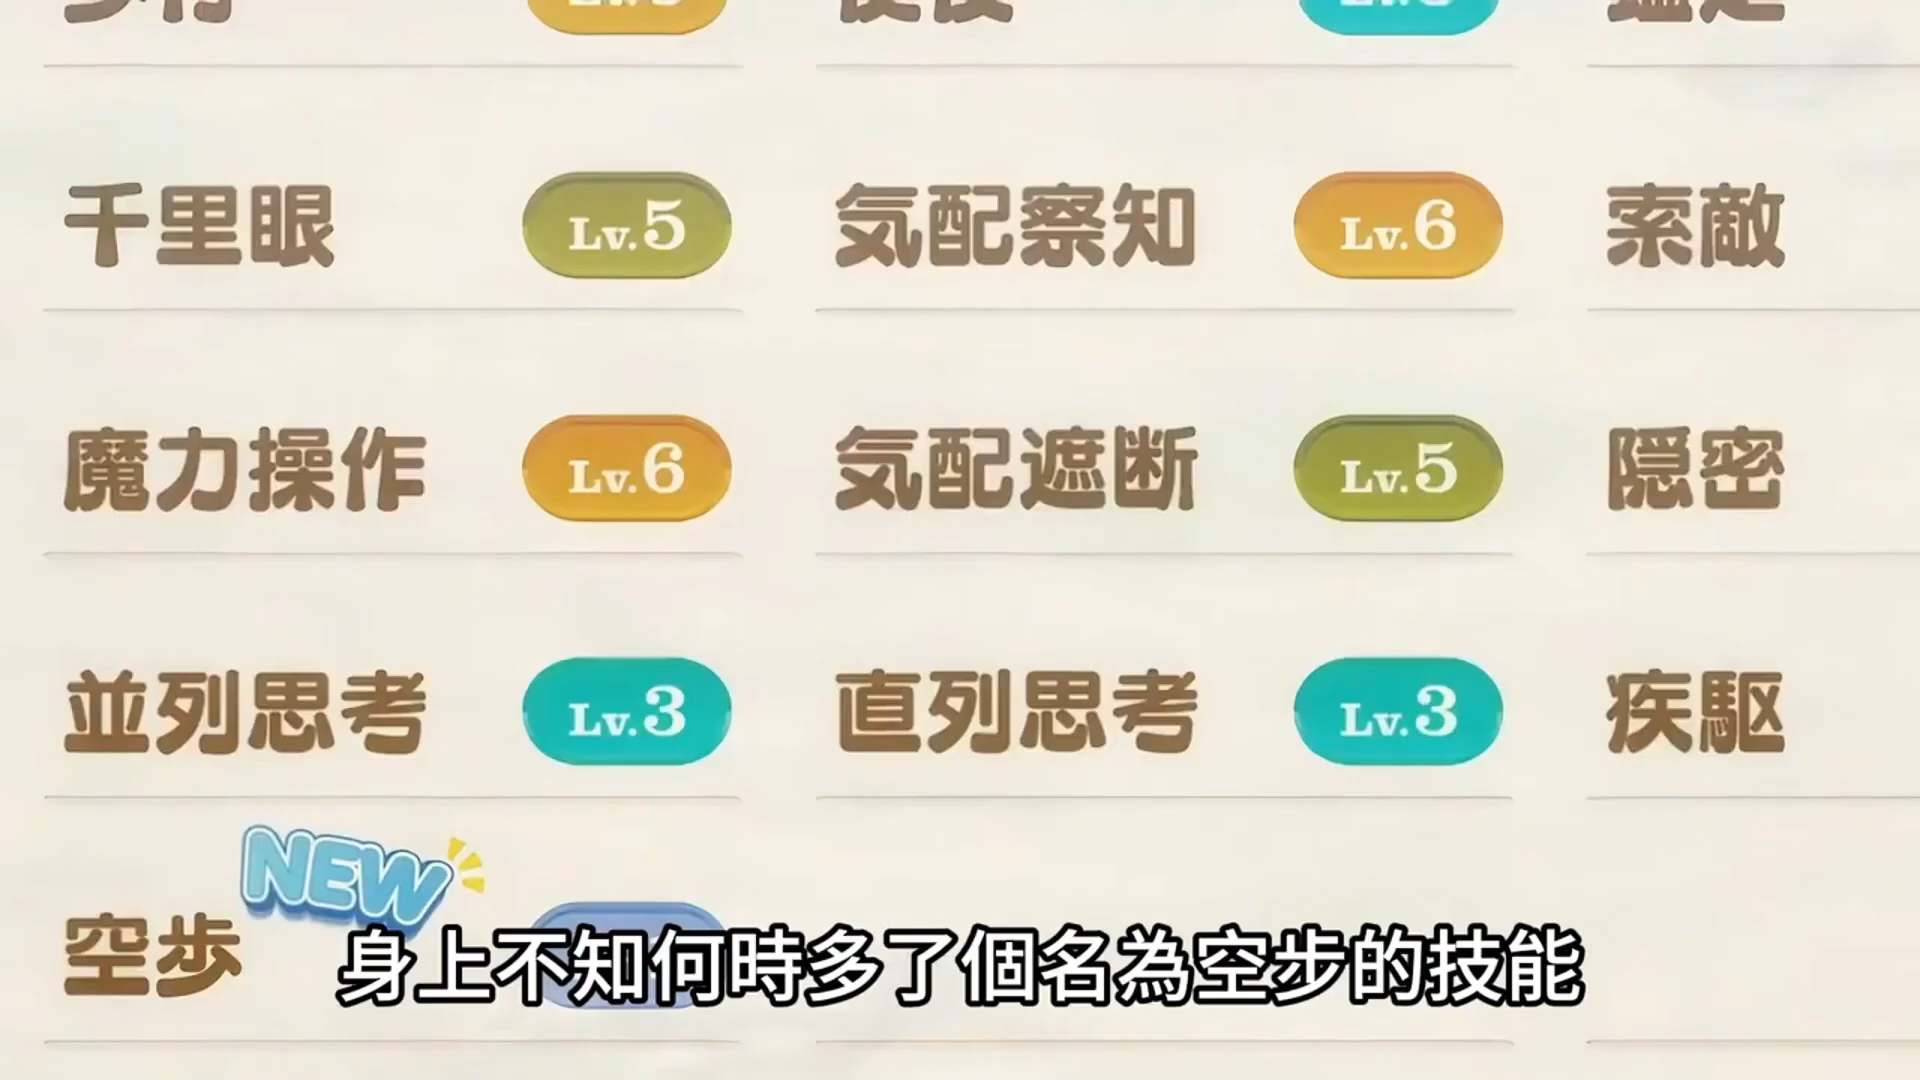 千里眼 Lv.5 気配察知 Lv.6 索敵
魔力操作 Lv.6 気配遮断 Lv.5 隠密
並列思考 Lv.3 直列思考 Lv.3 疾駆
NEW
空歩
身上不知何時多了個名為空步的技能